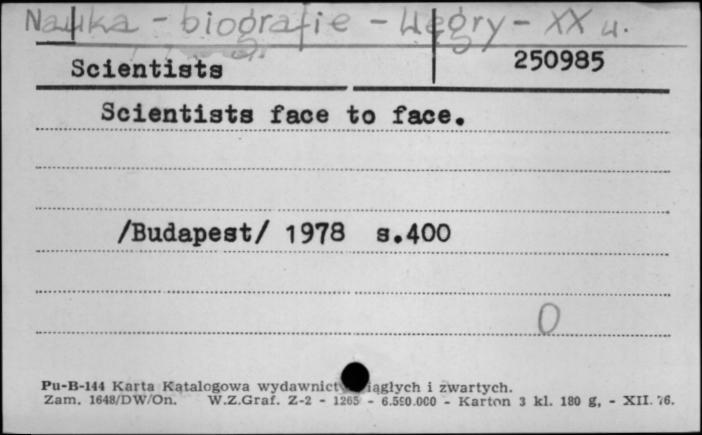 Nauka - biografie - Węgry - XX w.
Scientists 250985
Scientists face to face.
/Budapest/ 1978 s.400
0
Pu-B-144 Karta Katalogowa wydawnict iągłych i zwartych.
Zam. 1648/DW/On. W.Z.Graf. Z-2 - 1265 - 6.550.000 - Karton 3 kl. 180 g, - XII. 76.